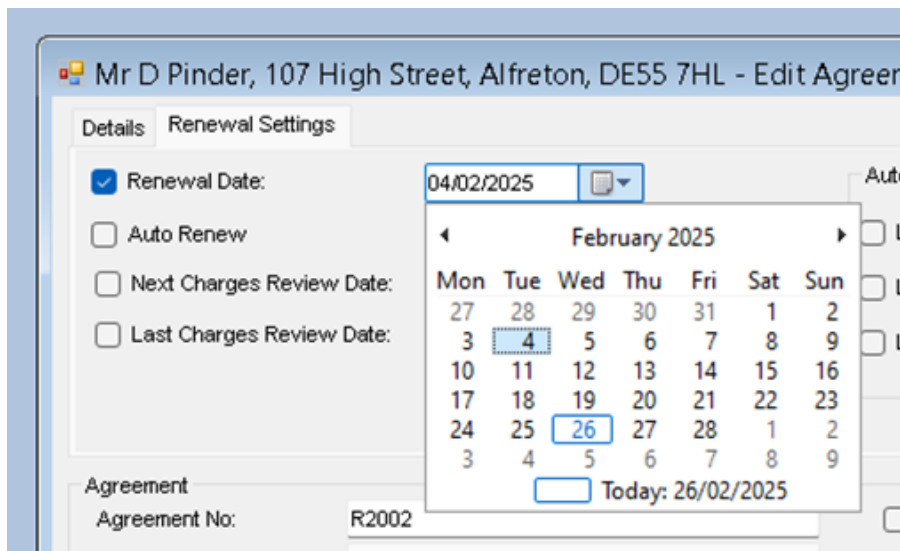 Mr D Pinder, 107 High Street, Alfreton, DE55 7HL - Edit Agreer
Details Renewal Settings
Renewal Date: 04/02/2025
Auto Renew
Next Charges Review Date:
Last Charges Review Date:
February 2025
Mon Tue Wed Thu Fri Sat Sun
27 28 29 30 31 1 2
3 4 5 6 7 8 9
10 11 12 13 14 15 16
17 18 19 20 21 22 23
24 25 26 27 28 1 2
3 4 5 6 7 8 9
Today: 26/02/2025
Agreement
Agreement No: R2002